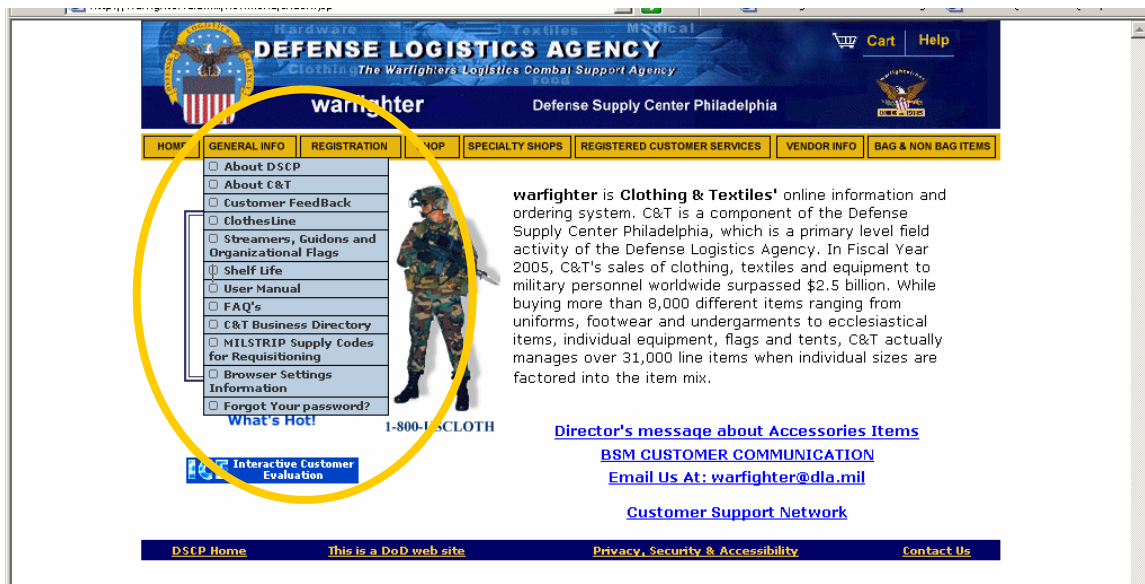 Hardware
Textiles
Medical
DEFENSE LOGISTICS AGENCY
Clothing
The Warfighters Logistics Combat Support Agency
Food
Cart | Help
warfighter
Defense Supply Center Philadelphia
HOME
GENERAL INFO
REGISTRATION
SHOP
SPECIALTY SHOPS
REGISTERED CUSTOMER SERVICES
VENDOR INFO
BAG & NON BAG ITEMS
About DSCP
About C&T
Customer FeedBack
ClothesLine
Streamers, Guidons and
Organizational Flags
Shelf Life
User Manual
FAQ's
C&T Business Directory
MILSTRIP Supply Codes
for Requisitioning
Browser Settings
Information
Forgot Your password?
What's Hot!
1-800-USCLOTH
ICE Interactive Customer
Evaluation
warfighter is Clothing & Textiles' online information and
ordering system. C&T is a component of the Defense
Supply Center Philadelphia, which is a primary level field
activity of the Defense Logistics Agency. In Fiscal Year
2005, C&T's sales of clothing, textiles and equipment to
military personnel worldwide surpassed $2.5 billion. While
buying more than 8,000 different items ranging from
uniforms, footwear and undergarments to ecclesiastical
items, individual equipment, flags and tents, C&T actually
manages over 31,000 line items when individual sizes are
factored into the item mix.
Director's message about Accessories Items
BSM CUSTOMER COMMUNICATION
Email Us At: warfighter@dla.mil
Customer Support Network
DSCP Home
This is a DoD web site
Privacy, Security & Accessibility
Contact Us